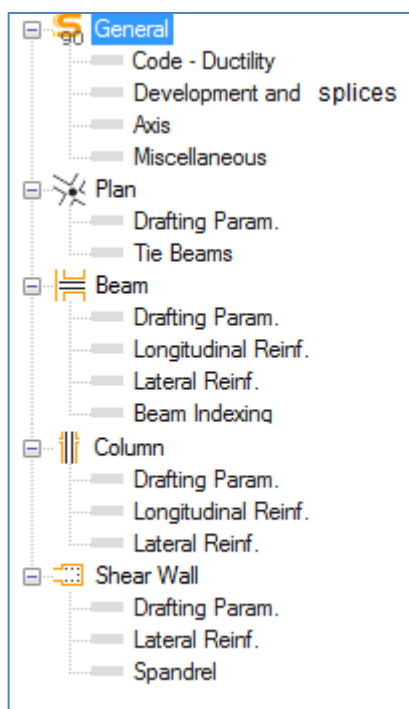 90 General
Code - Ductility
Development and splices
Axis
Miscellaneous
Plan
Drafting Param.
Tie Beams
Beam
Drafting Param.
Longitudinal Reinf.
Lateral Reinf.
Beam Indexing
Column
Drafting Param.
Longitudinal Reinf.
Lateral Reinf.
Shear Wall
Drafting Param.
Lateral Reinf.
Spandrel